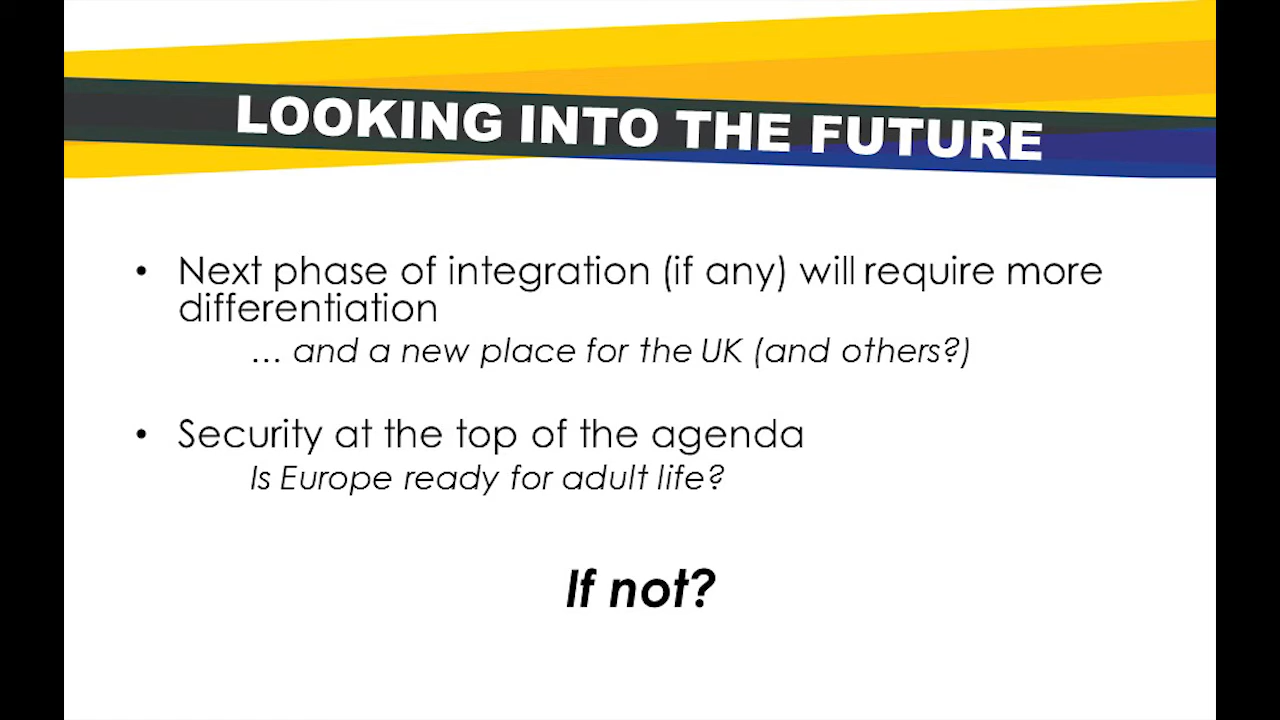 LOOKING INTO THE FUTURE
• Next phase of integration (if any) will require more
differentiation
… and a new place for the UK (and others?)
• Security at the top of the agenda
Is Europe ready for adult life?
If not?